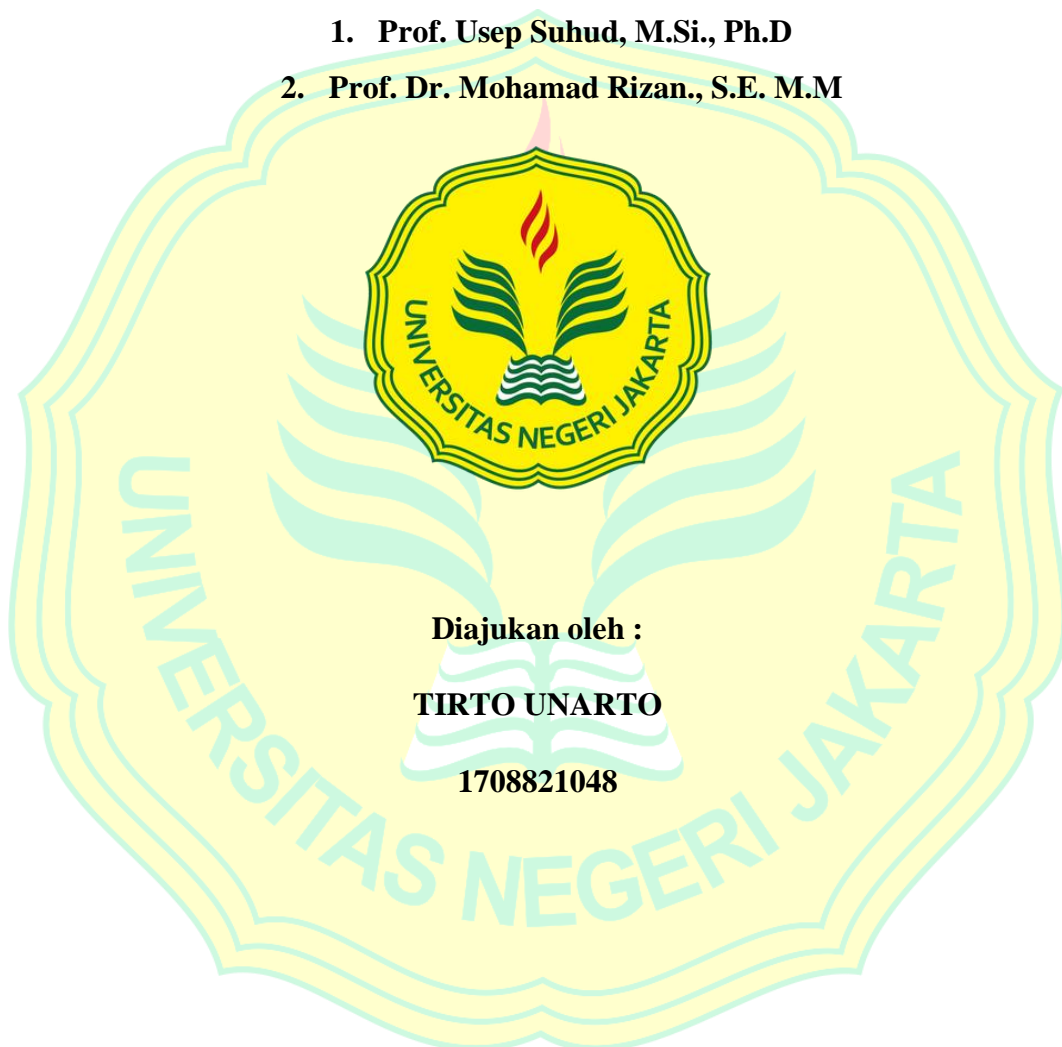 1. Prof. Usep Suhud, M.Si., Ph.D
2. Prof. Dr. Mohamad Rizan., S.E. M.M
UNIVERSITAS NEGERI JAKARTA
Diajukan oleh :
TIRTO UNARTO
1708821048
UNIVERSITAS NEGERI JAKARTA